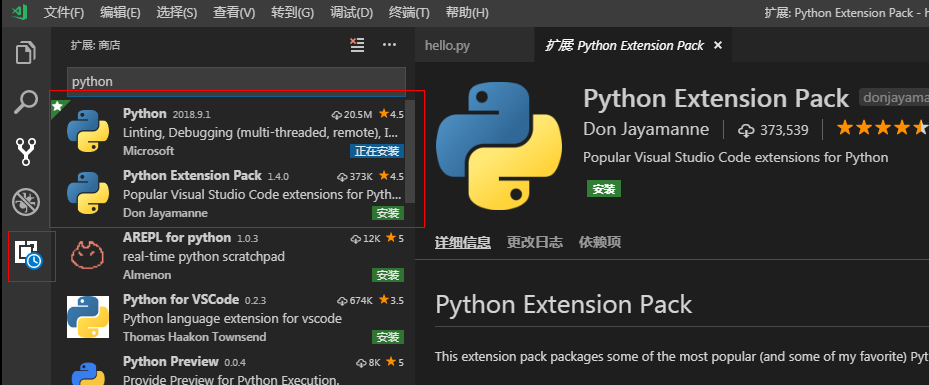 文件(F) 编辑(E) 选择(S) 查看(V) 转到(G) 调试(D) 终端(T) 帮助(H) 扩展: Python Extension Pack - h
扩展: 商店
python
Python 2018.9.1 20.5M 4.5
Linting, Debugging (multi-threaded, remote), I...
Microsoft 正在安装
Python Extension Pack 1.4.0 373K 4.5
Popular Visual Studio Code extensions for Pyth...
Don Jayamanne 安装
AREPL for python 1.0.3 12K 5
real-time python scratchpad
Almenon 安装
Python for VSCode 0.2.3 674K 3.5
Python language extension for vscode
Thomas Haakon Townsend 安装
Python Preview 0.0.4 8K 5
Provide Preview for Python Execution.
hello.py 扩展: Python Extension Pack
Python Extension Pack donjayama
Don Jayamanne 373,539
Popular Visual Studio Code extensions for Python
安装
详细信息 更改日志 依赖项
Python Extension Pack
This extension pack packages some of the most popular (and some of my favorite) Pyt